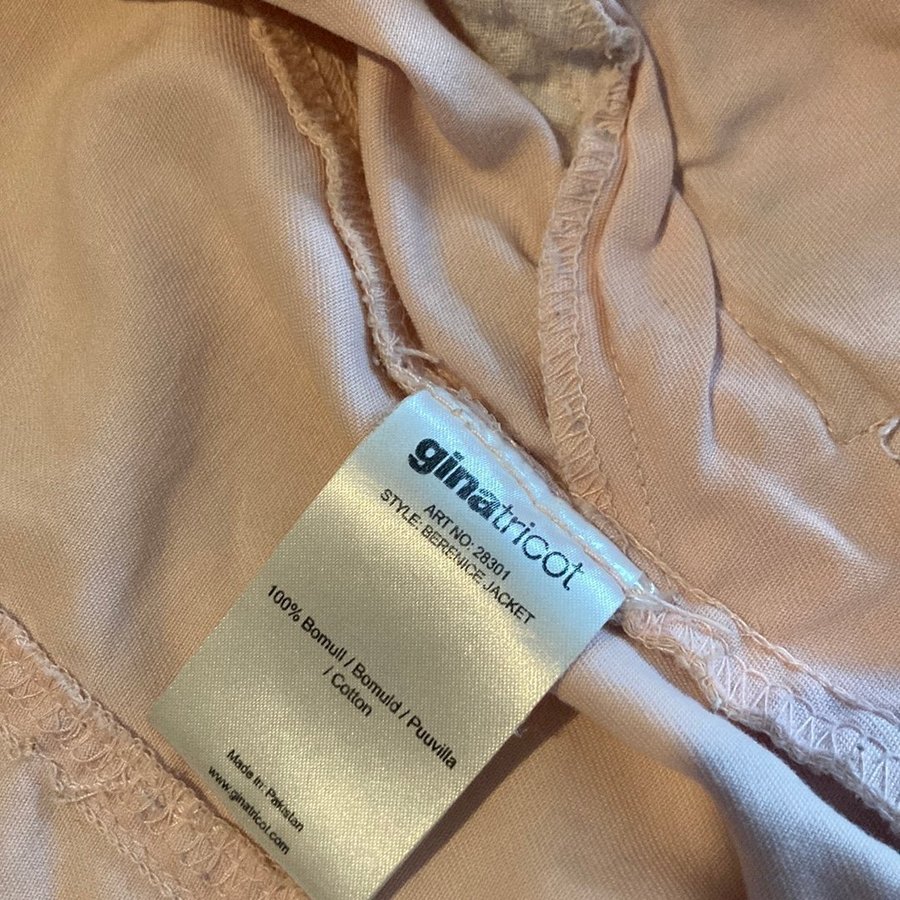 ginatricot
ART NO: 28301
STYLE: BERENICE JACKET
100% Bomull / Bomuld / Puuvilla
/ Cotton
Made in: Pakistan
www.ginatricot.com